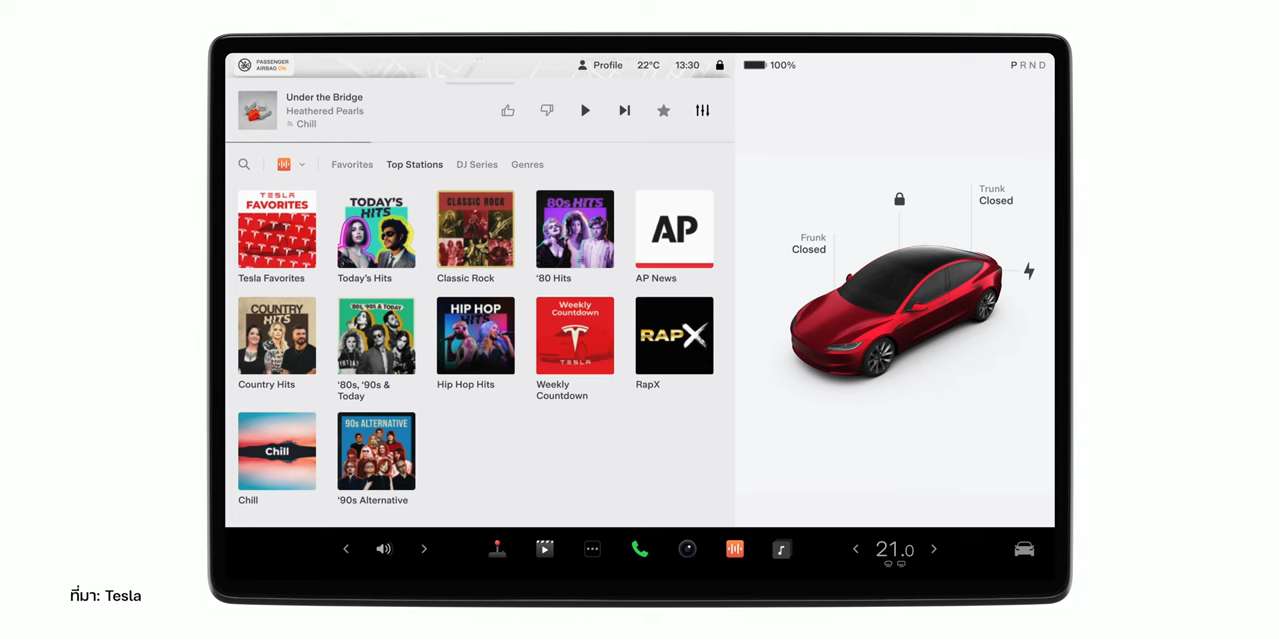 PASSENGER
AIRBAG ON
Profile 22°C 13:30 100% P R N D
Under the Bridge
Heathered Pearls
Chill
Favorites Top Stations DJ Series Genres
TESLA
FAVORITES
Tesla Favorites
TODAY'S
HITS
Today's Hits
CLASSIC ROCK
Classic Rock
80s HITS
'80 Hits
AP
AP News
COUNTRY
HITS
Country Hits
'80s, '90s & TODAY
'80s, '90s &
Today
HIP HOP
HITS
Hip Hop Hits
Weekly
Countdown
TESLA
Weekly
Countdown
RAPX
RapX
Chill
Chill
90s ALTERNATIVE
'90s Alternative
Trunk
Closed
Frunk
Closed
21.0
ที่มา: Tesla